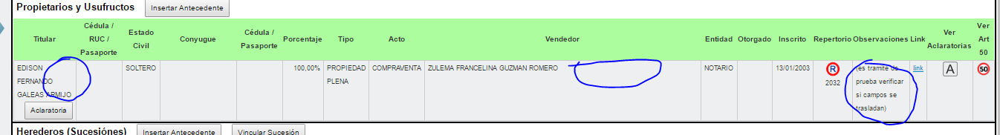 Propietarios y Usufructos Insertar Antecedente
Titular Cédula / RUC / Pasaporte Estado Civil Conyugue Cédula / Pasaporte Porcentaje Tipo Acto Vendedor Entidad Otorgado Inscrito Repertorio Observaciones Link Ver Aclaratorias Ver Art 50
EDISON SOLTERO 100,00% PROPIEDAD COMPRAVENTA ZULEMA FRANCELINA GUZMAN ROMERO NOTARIO 13/01/2003 R (es tramite de link A 50
FERNANDO PLENA 2032 prueba verificar
GALEAS ARMIJO si campos se
Aclaratoria trasladan)
Herederos (Sucesiónes) Insertar Antecedente Vincular Sucesión